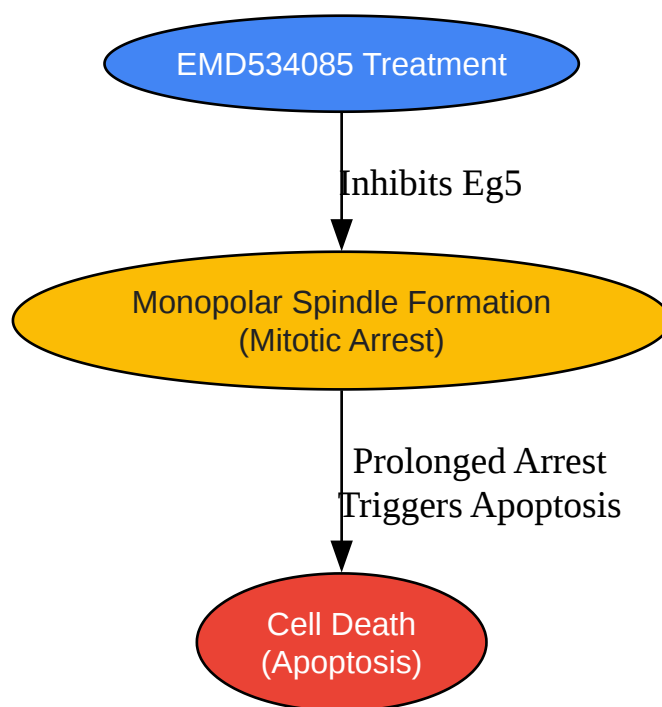 EMD534085 Treatment
Inhibits Eg5
Monopolar Spindle Formation
(Mitotic Arrest)
Prolonged Arrest
Triggers Apoptosis
Cell Death
(Apoptosis)